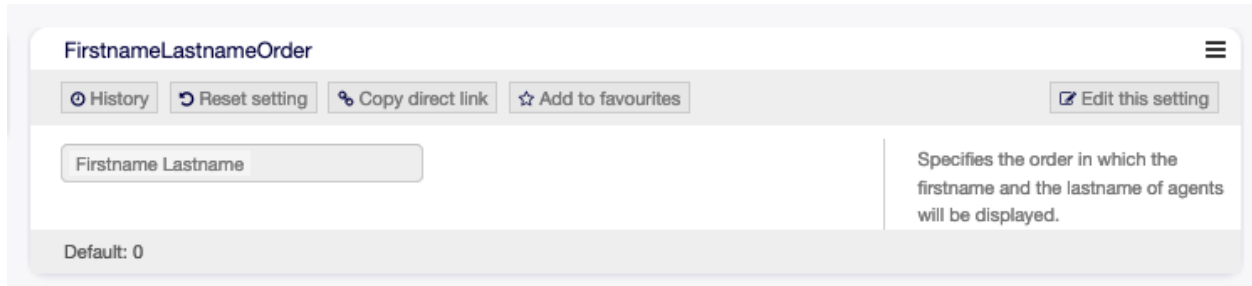 FirstnameLastnameOrder
History Reset setting Copy direct link Add to favourites Edit this setting
Firstname Lastname
Specifies the order in which the
firstname and the lastname of agents
will be displayed.
Default: 0